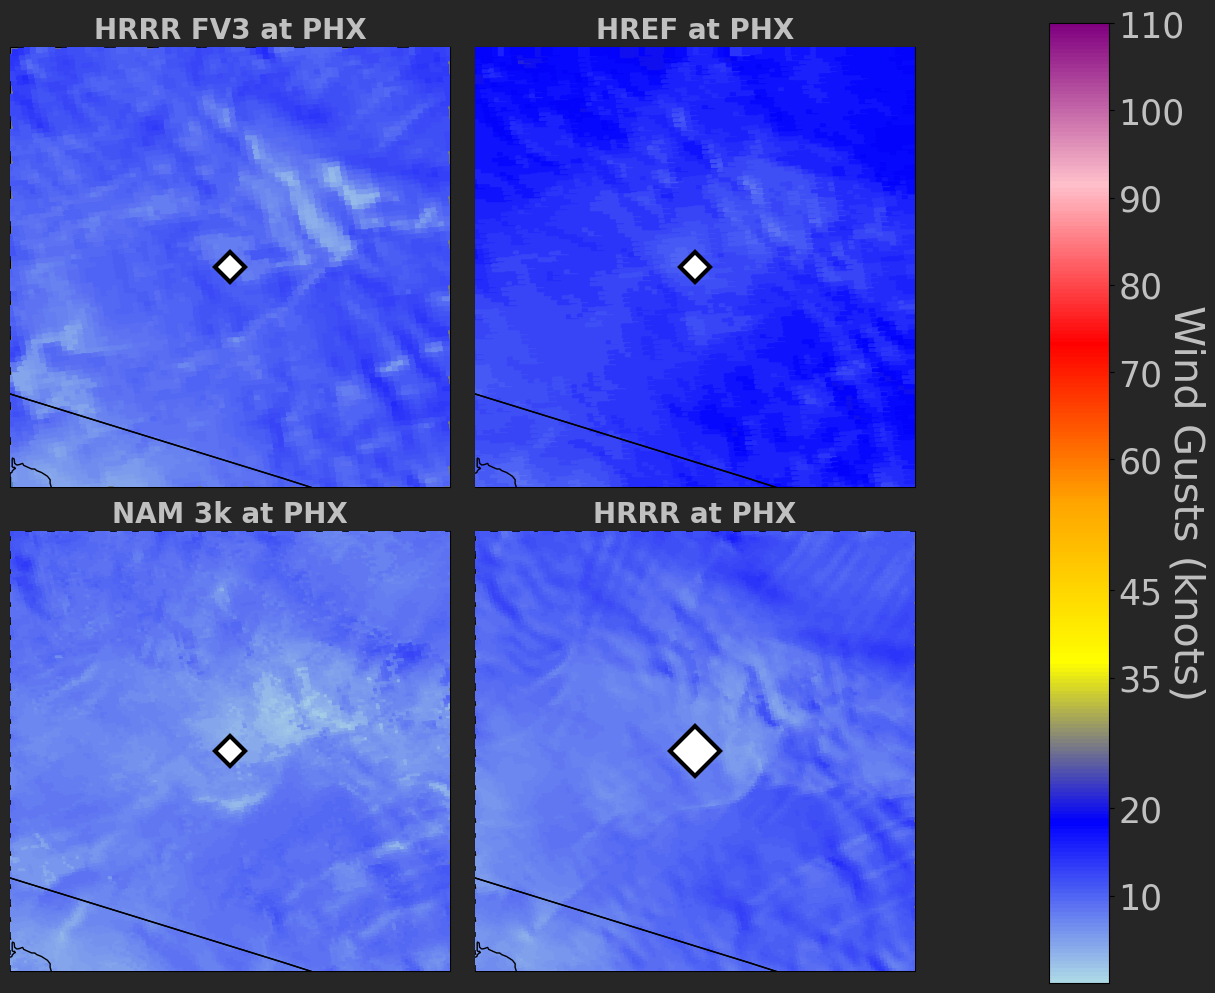 HRRR FV3 at PHX
HREF at PHX
NAM 3k at PHX
HRRR at PHX
110
100
90
80
70
60
45
35
20
10
Wind Gusts (knots)